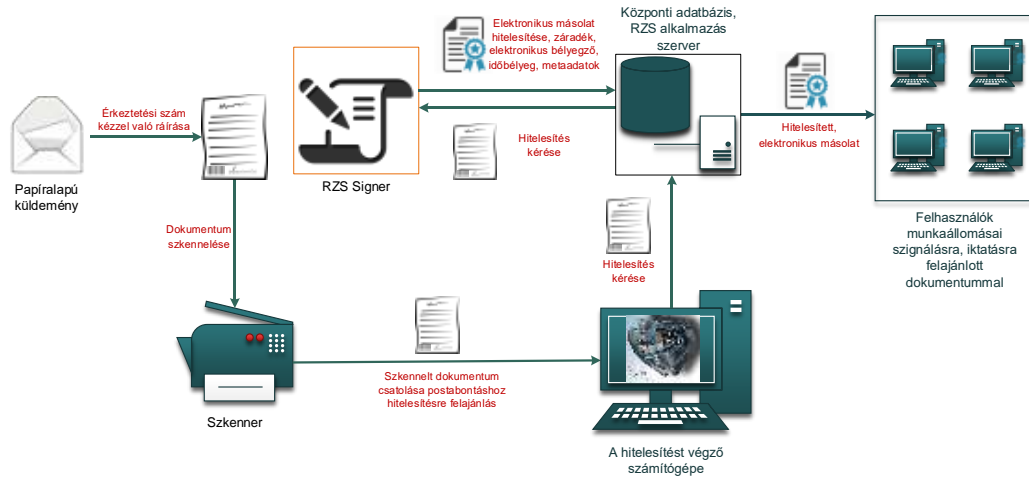 Elektronikus másolat
hitelesítése, záradék,
elektronikus bélyegző,
időbélyeg, metaadatok
Központi adatbázis,
RZS alkalmazás
szerver
Érkeztetési szám
kézzel való ráírása
Papíralapú
küldemény
RZS Signer
Hitelesítés
kérése
Hitelesített,
elektronikus másolat
Felhasználók
munkaállomásai
szignálásra, iktatásra
felajánlott
dokumentummal
Dokumentum
szkennelése
Hitelesítés
kérése
Szkennelt dokumentum
csatolása postabontáshoz
hitelesítésre felajánlás
Szkenner
A hitelesítést végző
számítógépe